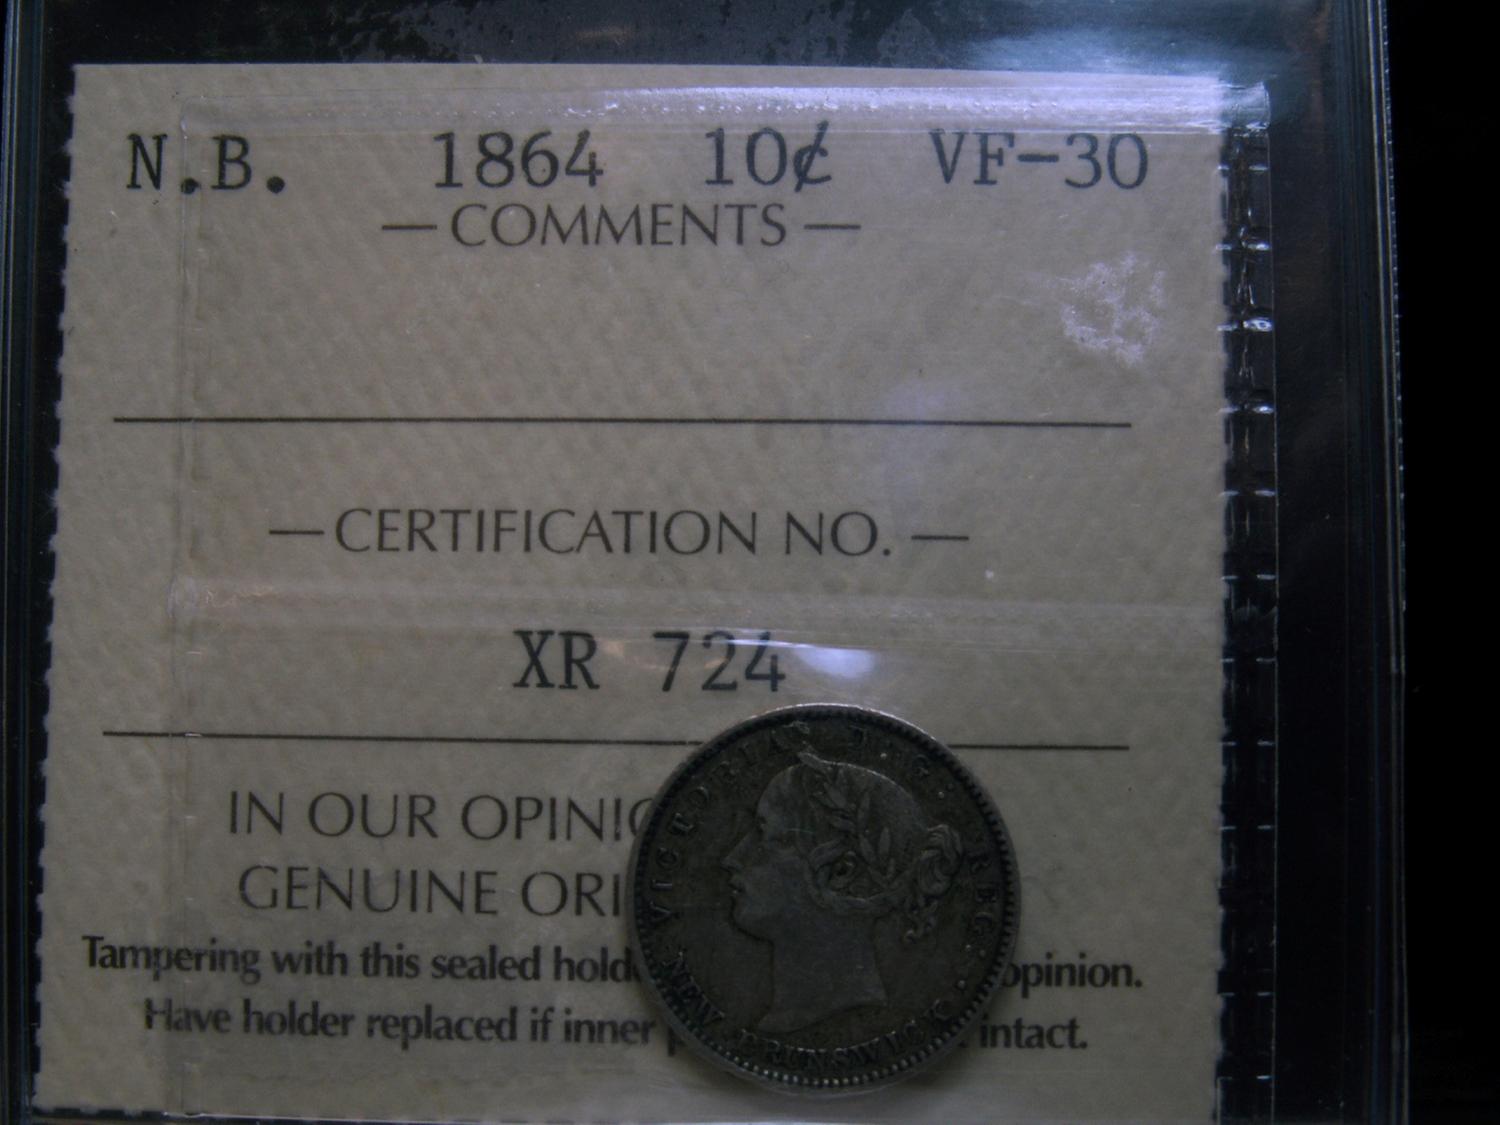 N.B. 1864 10¢ VF-30
— COMMENTS —
— CERTIFICATION NO. —
XR 724
IN OUR OPINIO
GENUINE ORI
Tampering with this sealed hold opinion.
Have holder replaced if inner intact.
VICTORIA D. G. REG.
NEW BRUNSWICK